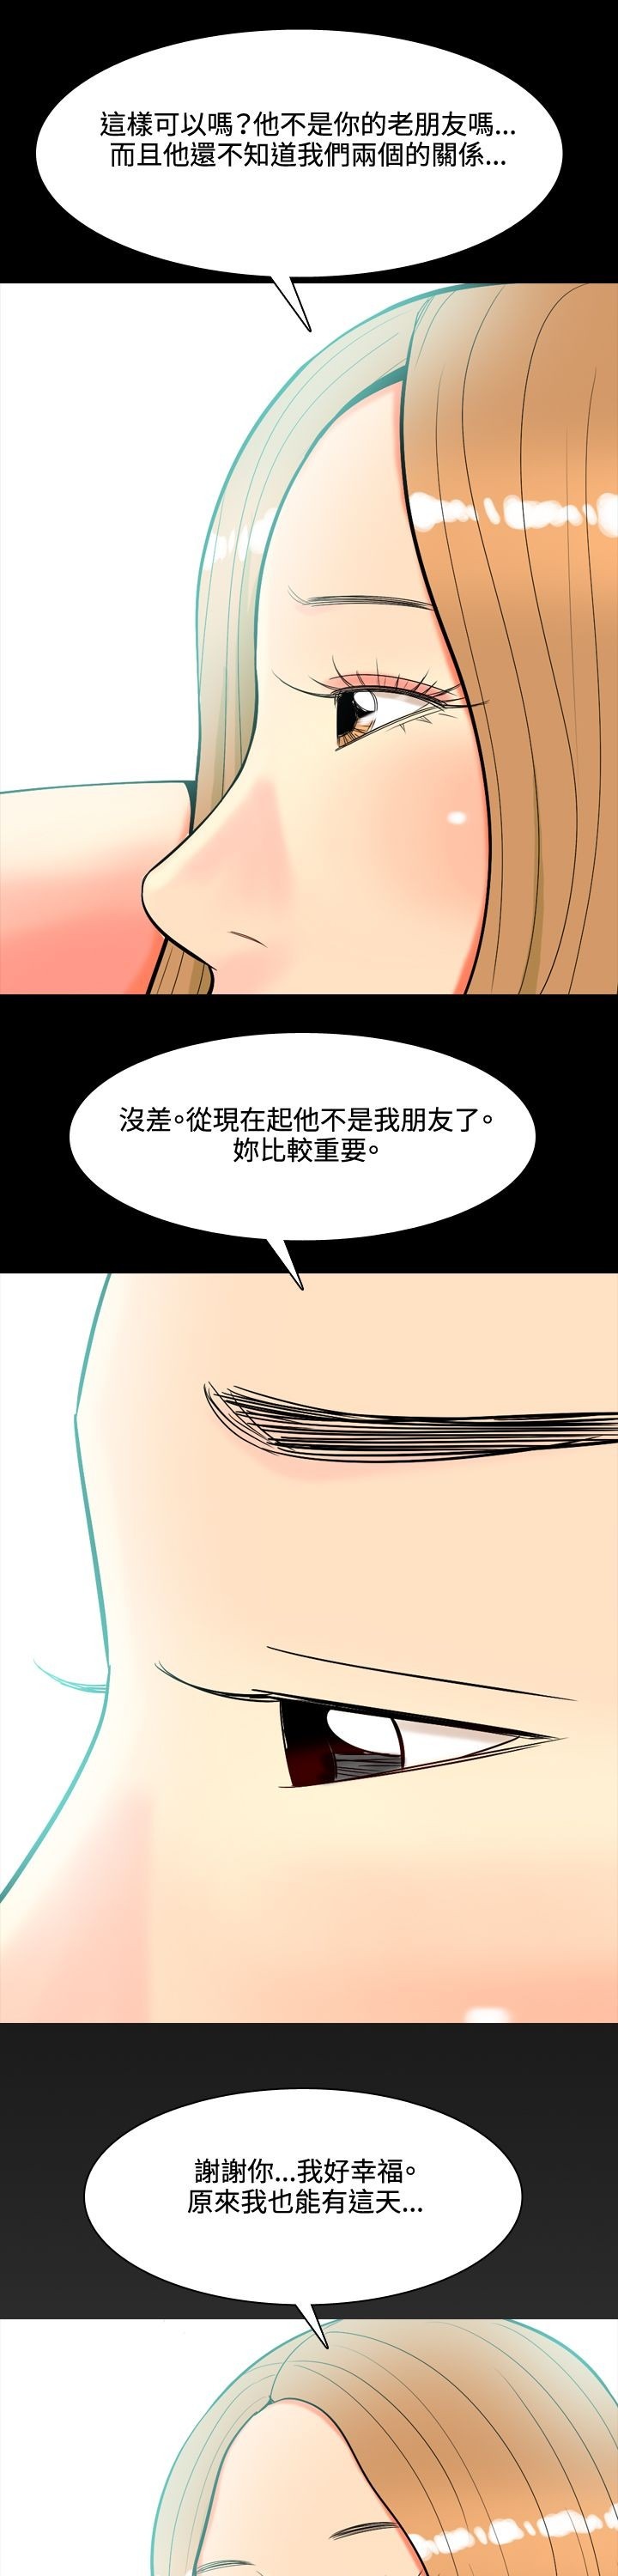 這樣可以嗎？他不是你的老朋友嗎...
而且他還不知道我們兩個的關係...
沒差。從現在起他不是我朋友了。
妳比較重要。
謝謝你...我好幸福。
原來我也能有這天...